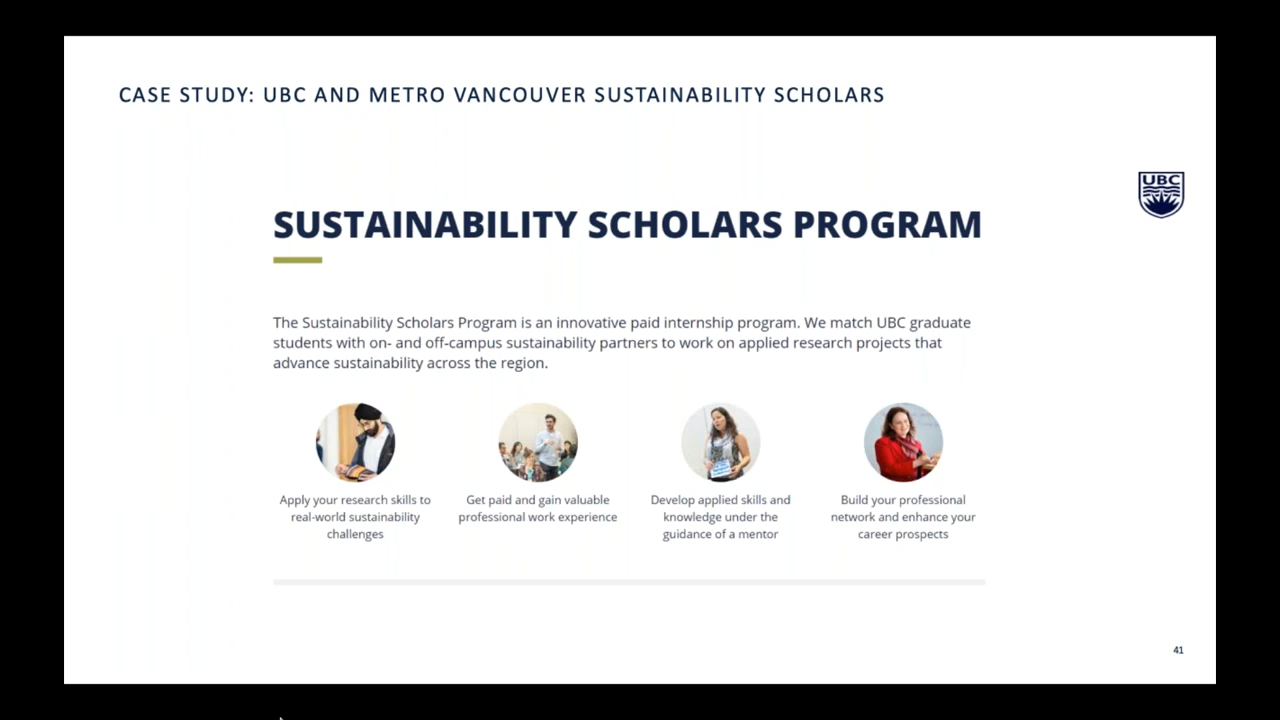 CASE STUDY: UBC AND METRO VANCOUVER SUSTAINABILITY SCHOLARS
UBC
SUSTAINABILITY SCHOLARS PROGRAM
The Sustainability Scholars Program is an innovative paid internship program. We match UBC graduate
students with on- and off-campus sustainability partners to work on applied research projects that
advance sustainability across the region.
Apply your research skills to
real-world sustainability
challenges
Get paid and gain valuable
professional work experience
Develop applied skills and
knowledge under the
guidance of a mentor
Build your professional
network and enhance your
career prospects
41